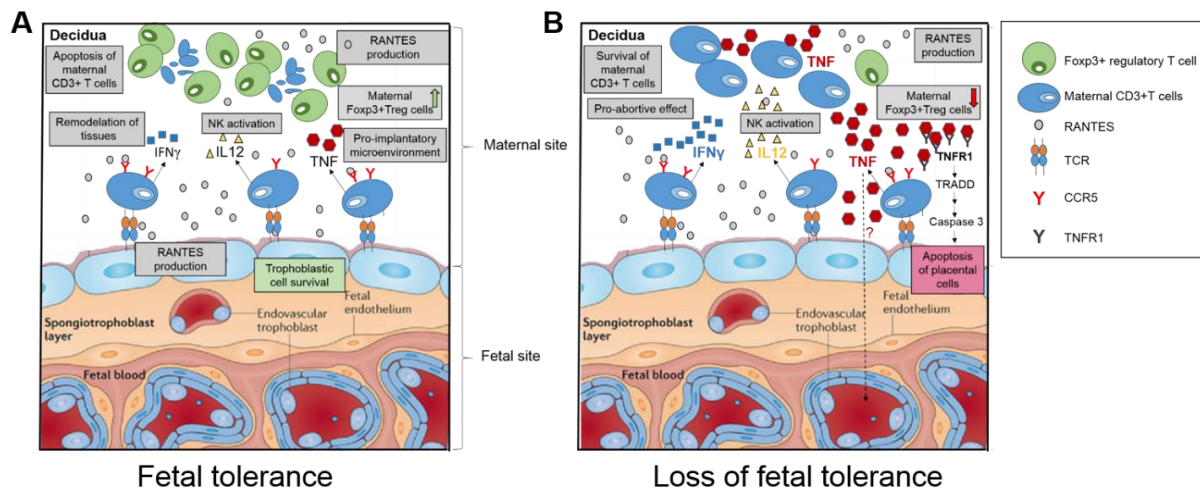 A
Decidua
Apoptosis of
maternal
CD3+ T cells
RANTES
production
Maternal
Foxp3+Treg cells
Remodelation of
tissues
NK activation
Pro-implantatory
microenvironment
IFNγ
IL12
TNF
RANTES
production
Trophoblastic
cell survival
Fetal
endothelium
Endovascular
trophoblast
Spongiotrophoblast
layer
Fetal blood
Fetal tolerance
Maternal site
Fetal site
B
Decidua
Survival of
maternal
CD3+ T cells
TNF
RANTES
production
Maternal
Foxp3+Treg cells
Pro-abortive effect
NK activation
IFNγ
IL12
TNF
TNFR1
TRADD
Caspase 3
?
Apoptosis
of placental
cells
Fetal
endothelium
Endovascular
trophoblast
Spongiotrophoblast
layer
Fetal blood
Loss of fetal tolerance
Foxp3+ regulatory T cell
Maternal CD3+T cells
RANTES
TCR
CCR5
TNFR1